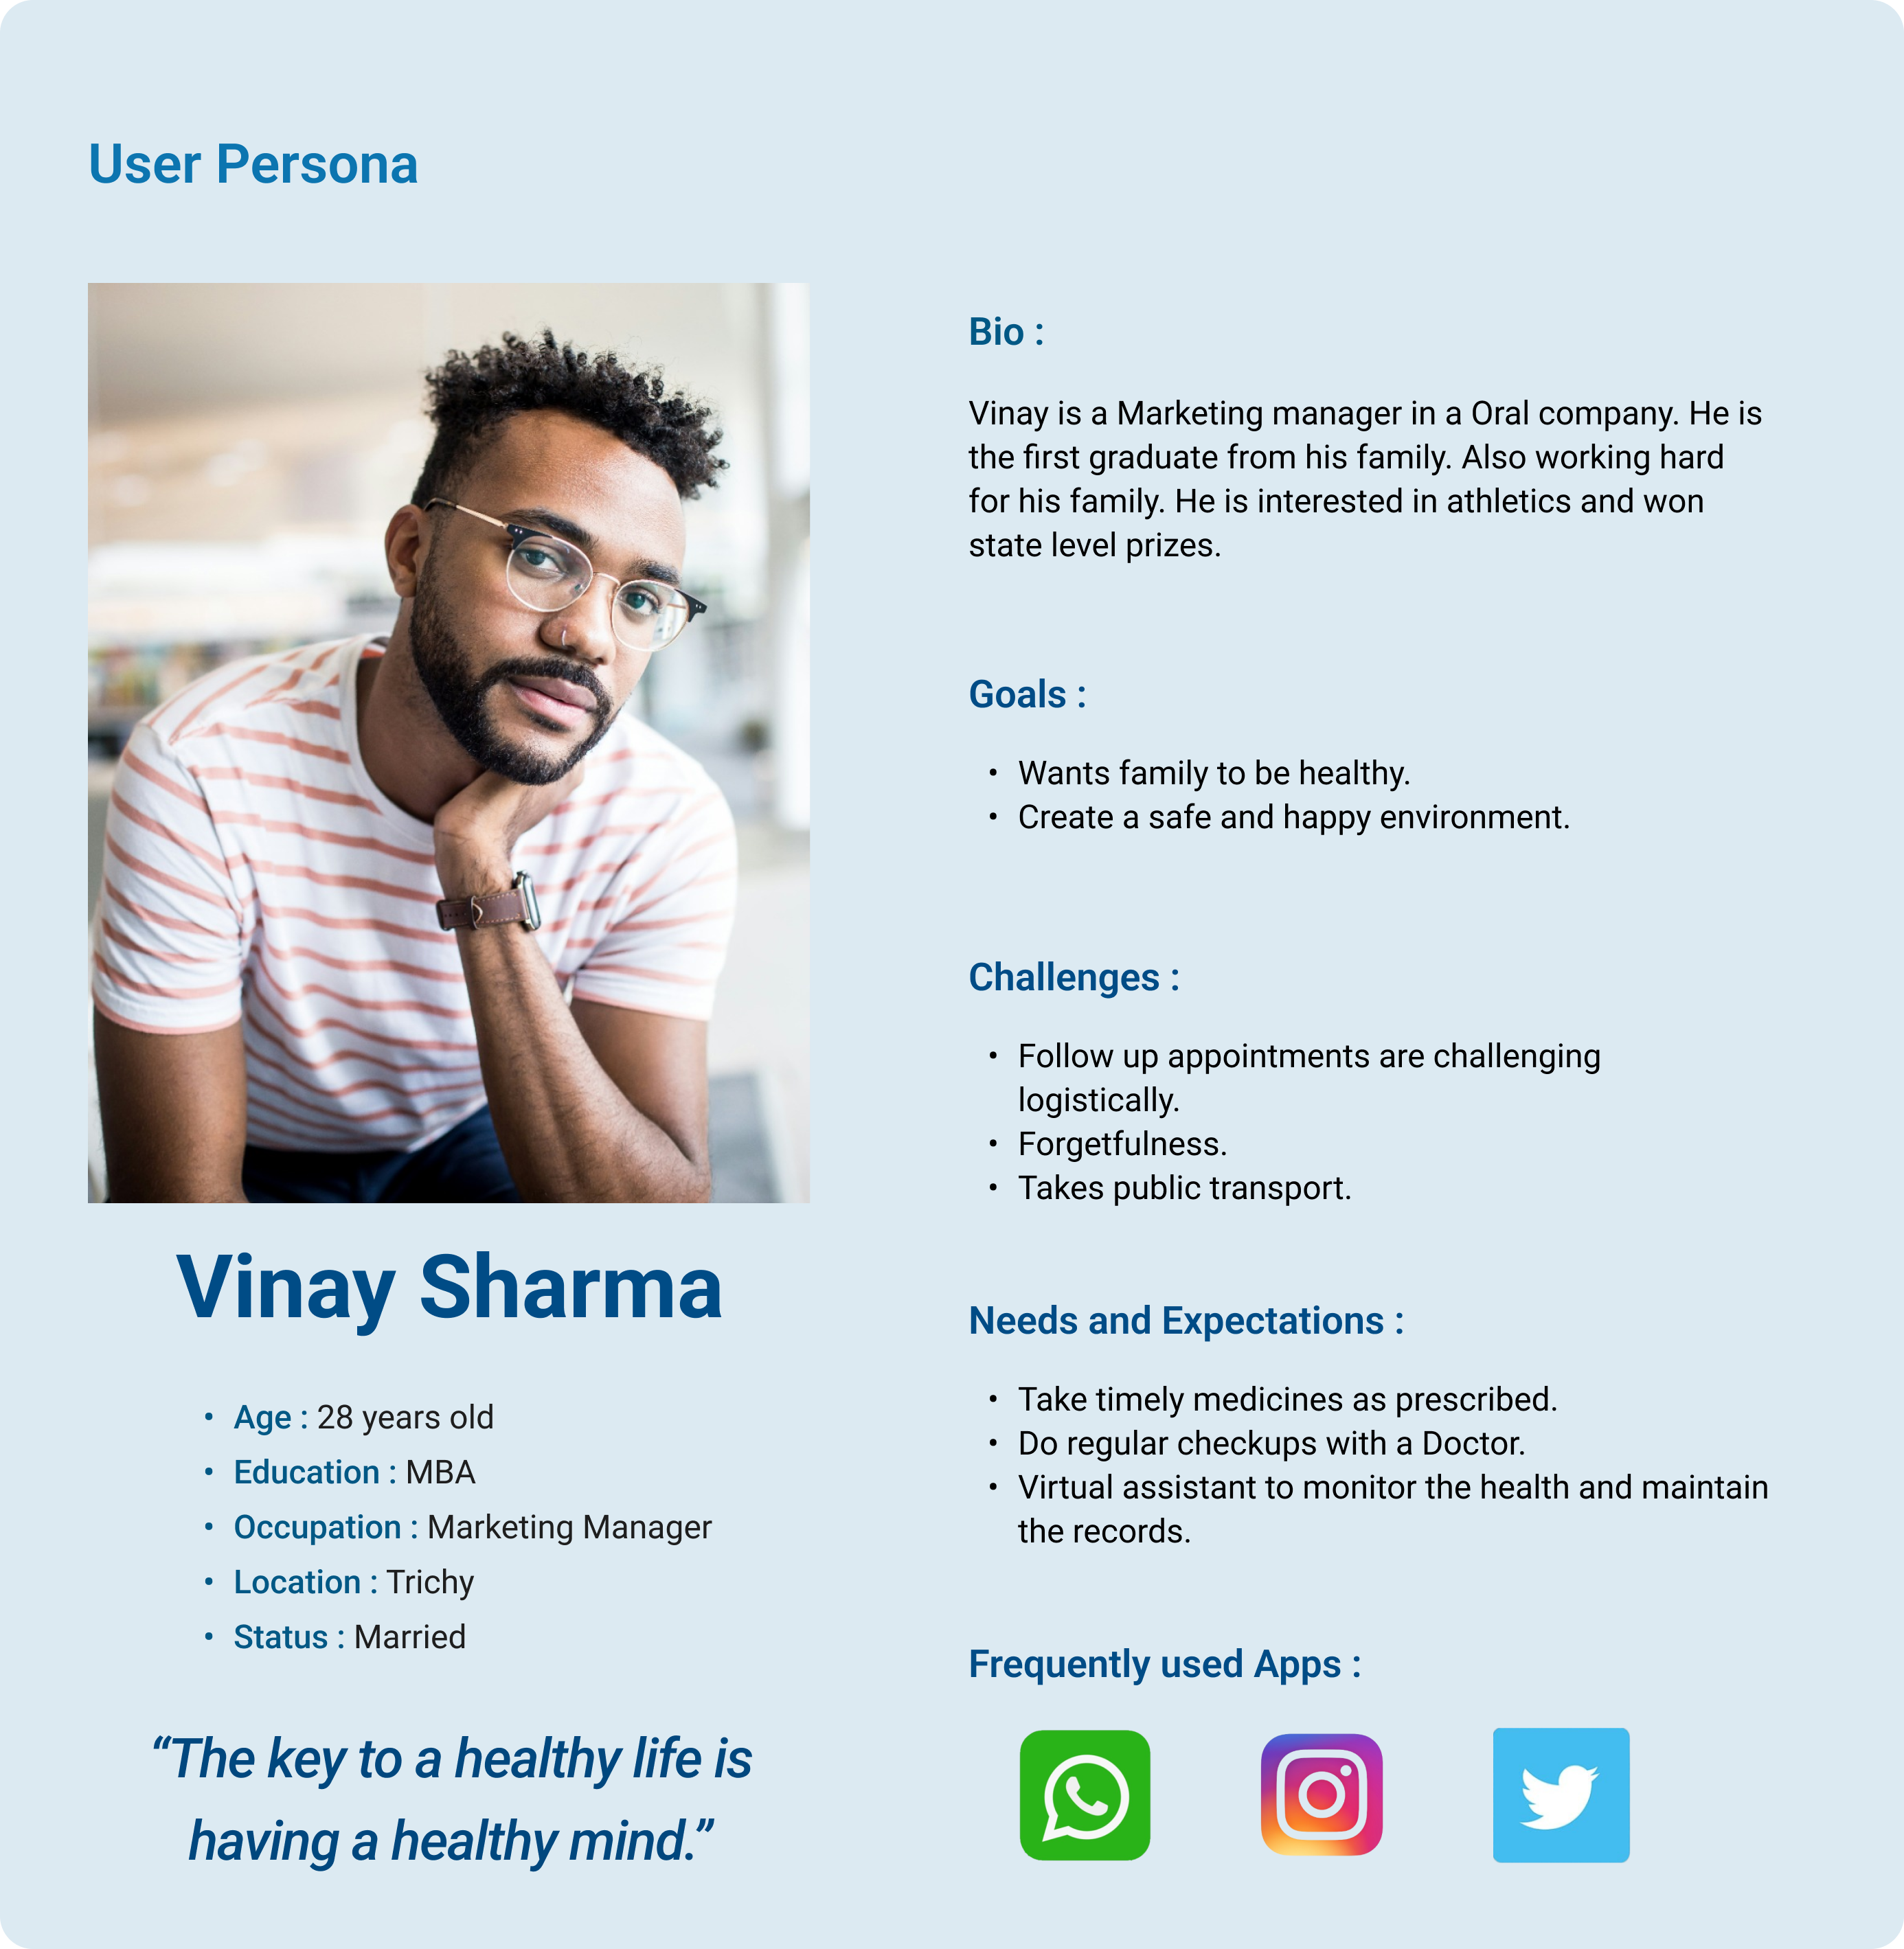 User Persona
Vinay Sharma
• Age : 28 years old
• Education : MBA
• Occupation : Marketing Manager
• Location : Trichy
• Status : Married
“The key to a healthy life is
having a healthy mind.”
Bio :
Vinay is a Marketing manager in a Oral company. He is
the first graduate from his family. Also working hard
for his family. He is interested in athletics and won
state level prizes.
Goals :
• Wants family to be healthy.
• Create a safe and happy environment.
Challenges :
• Follow up appointments are challenging
logistically.
• Forgetfulness.
• Takes public transport.
Needs and Expectations :
• Take timely medicines as prescribed.
• Do regular checkups with a Doctor.
• Virtual assistant to monitor the health and maintain
the records.
Frequently used Apps :